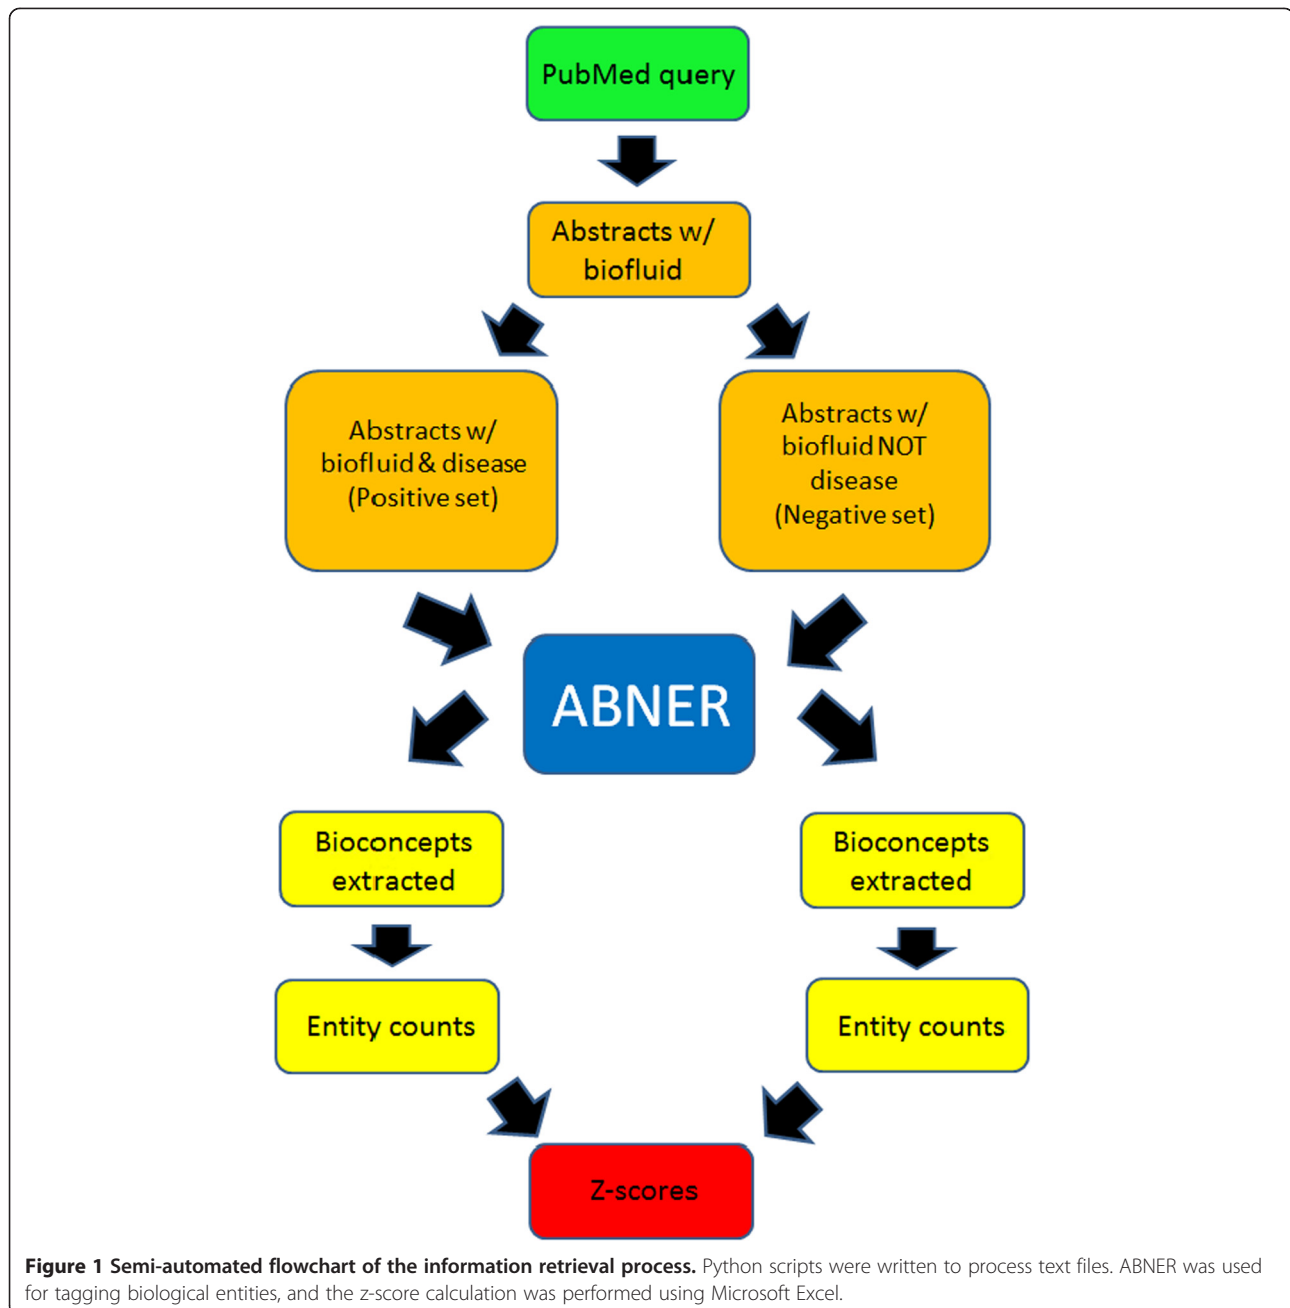 PubMed query
Abstracts w/
biofluid
Abstracts w/
biofluid & disease
(Positive set)
Abstracts w/
biofluid NOT
disease
(Negative set)
ABNER
Bioconcepts
extracted
Bioconcepts
extracted
Entity counts
Entity counts
Z-scores
Figure 1 Semi-automated flowchart of the information retrieval process. Python scripts were written to process text files. ABNER was used
for tagging biological entities, and the z-score calculation was performed using Microsoft Excel.